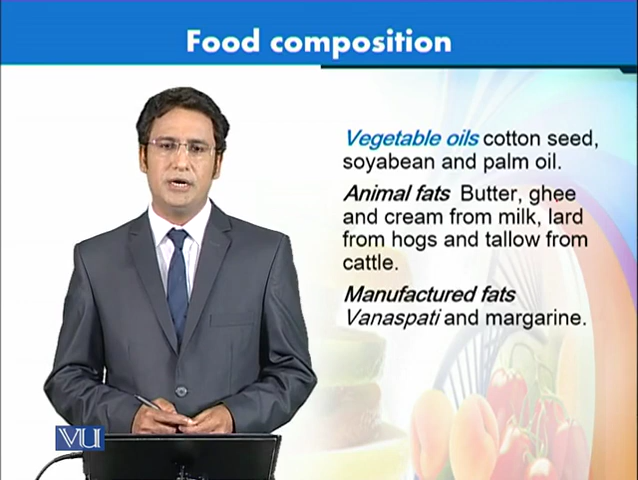 Food composition
Vegetable oils cotton seed,
soyabean and palm oil.
Animal fats Butter, ghee
and cream from milk, lard
from hogs and tallow from
cattle.
Manufactured fats
Vanaspati and margarine.
VU